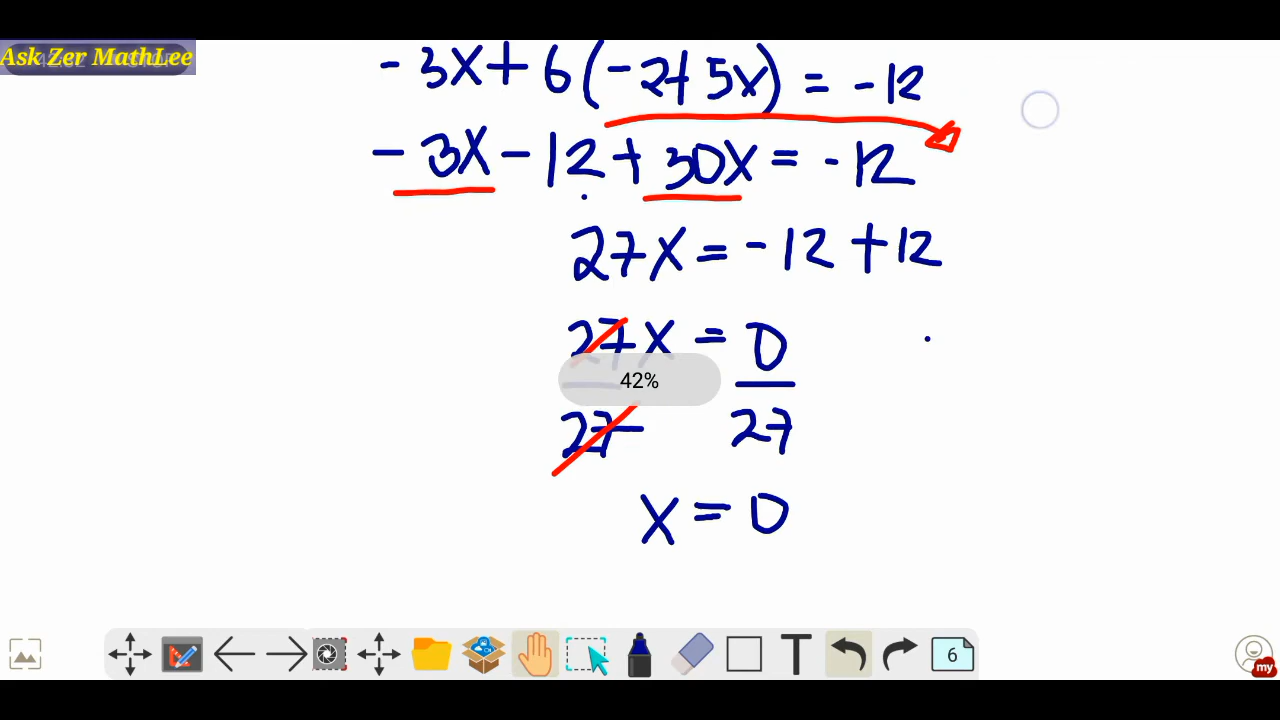 Ask Zer MathLee
- 3X + 6 (- 2 + 5x) = - 12
- 3X - 12 + 30X = - 12
27X = - 12 + 12
27X = 0
42%
27 27
X = 0
T 6
my